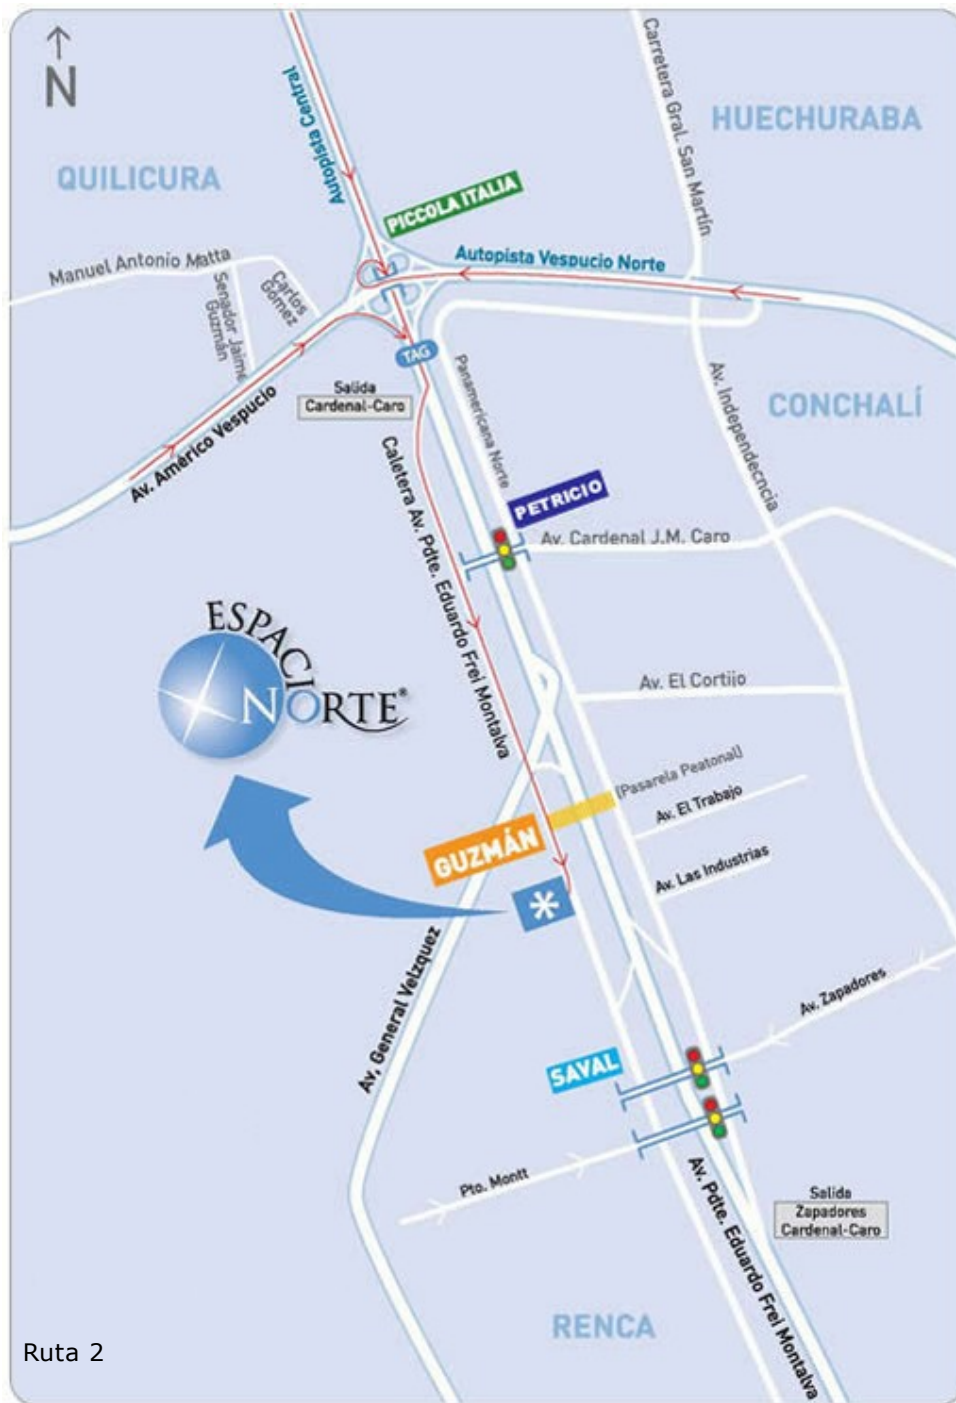 N
HUECHURABA
QUILICURA
Autopista Central
Carretera Gral. San Martín
PICCOLA ITALIA
Autopista Vespucio Norte
Manuel Antonio Matta
Carlos
Gómez
Senador Jaime
Guzmán
TAG
Salida
Cardenal-Caro
Panamericana Norte
Av. Independecncia
CONCHALÍ
Av. Américo Vespucio
Caletera Av. Pdte. Eduardo Frei Montalva
PETRICIO
Av. Cardenal J.M. Caro
ESPACI
NORTE®
Av. El Cortijo
(Pasarela Peatonal)
Av. El Trabajo
GUZMÁN
Av. Las Industrias
*
Av, General Velzquez
Av. Zapadores
SAVAL
Pto. Montt
Av. Pdte. Eduardo Frei Montalva
Salida
Zapadores
Cardenal-Caro
RENCA
Ruta 2